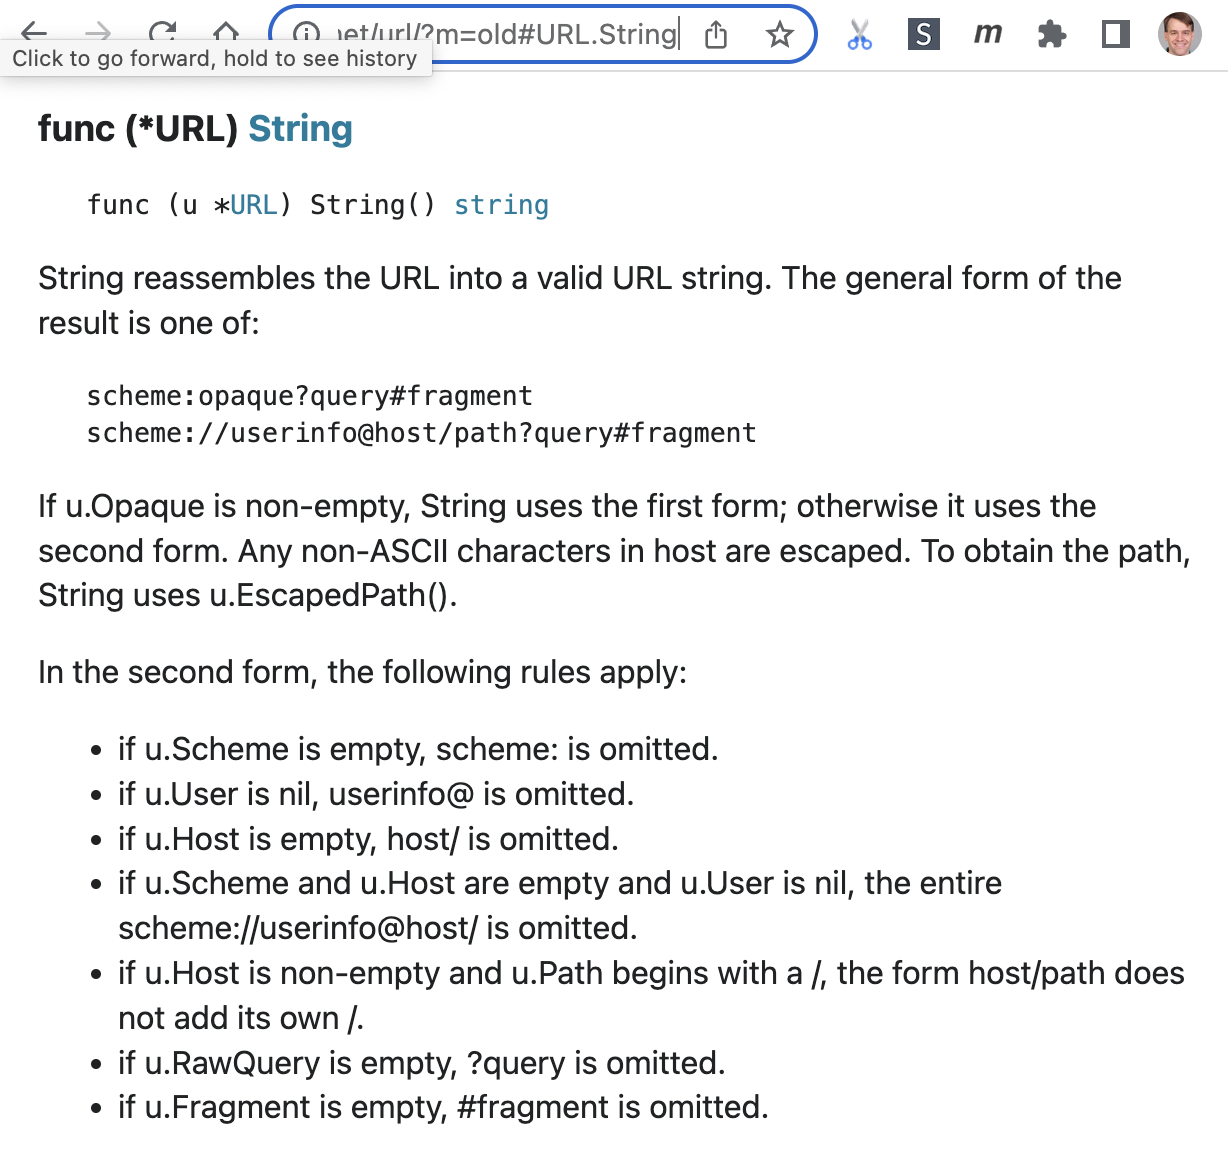 et/url/?m=old#URL.String
S
m
Click to go forward, hold to see history
func (*URL) String
func (u *URL) String() string
String reassembles the URL into a valid URL string. The general form of the
result is one of:
scheme:opaque?query#fragment
scheme://userinfo@host/path?query#fragment
If u.Opaque is non-empty, String uses the first form; otherwise it uses the
second form. Any non-ASCII characters in host are escaped. To obtain the path,
String uses u.EscapedPath().
In the second form, the following rules apply:
• if u.Scheme is empty, scheme: is omitted.
• if u.User is nil, userinfo@ is omitted.
• if u.Host is empty, host/ is omitted.
• if u.Scheme and u.Host are empty and u.User is nil, the entire
scheme://userinfo@host/ is omitted.
• if u.Host is non-empty and u.Path begins with a /, the form host/path does
not add its own /.
• if u.RawQuery is empty, ?query is omitted.
• if u.Fragment is empty, #fragment is omitted.